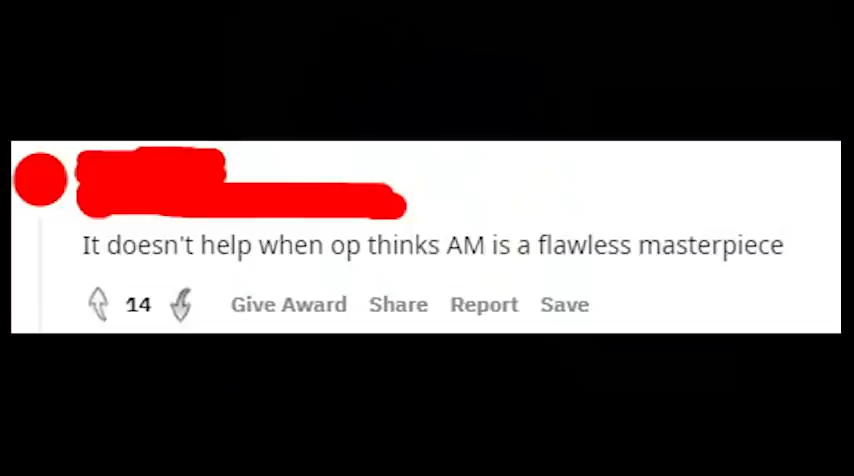 It doesn't help when op thinks AM is a flawless masterpiece
14 Give Award Share Report Save